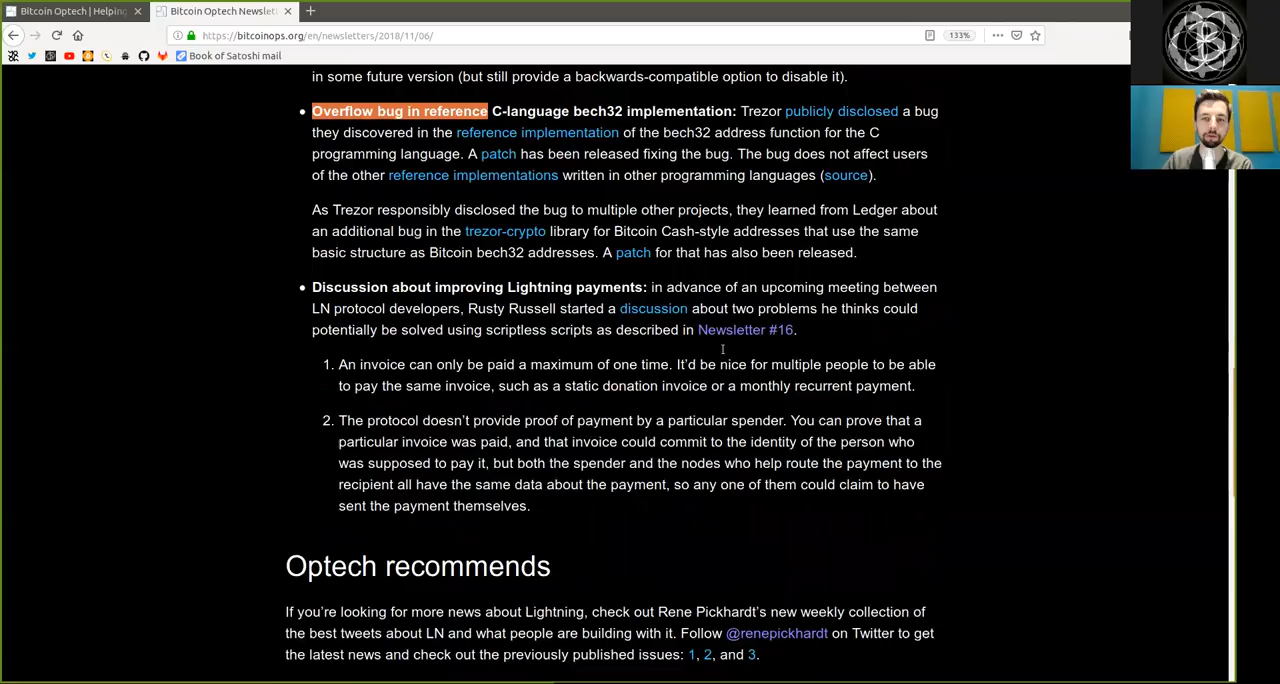 Bitcoin Optech | Helping
Bitcoin Optech Newslett
https://bitcoinops.org/en/newsletters/2018/11/06/
133%
Book of Satoshi mail
in some future version (but still provide a backwards-compatible option to disable it).
• Overflow bug in reference C-language bech32 implementation: Trezor publicly disclosed a bug
they discovered in the reference implementation of the bech32 address function for the C
programming language. A patch has been released fixing the bug. The bug does not affect users
of the other reference implementations written in other programming languages (source).
As Trezor responsibly disclosed the bug to multiple other projects, they learned from Ledger about
an additional bug in the trezor-crypto library for Bitcoin Cash-style addresses that use the same
basic structure as Bitcoin bech32 addresses. A patch for that has also been released.
• Discussion about improving Lightning payments: in advance of an upcoming meeting between
LN protocol developers, Rusty Russell started a discussion about two problems he thinks could
potentially be solved using scriptless scripts as described in Newsletter #16.
1. An invoice can only be paid a maximum of one time. It’d be nice for multiple people to be able
to pay the same invoice, such as a static donation invoice or a monthly recurrent payment.
2. The protocol doesn’t provide proof of payment by a particular spender. You can prove that a
particular invoice was paid, and that invoice could commit to the identity of the person who
was supposed to pay it, but both the spender and the nodes who help route the payment to the
recipient all have the same data about the payment, so any one of them could claim to have
sent the payment themselves.
Optech recommends
If you’re looking for more news about Lightning, check out Rene Pickhardt’s new weekly collection of
the best tweets about LN and what people are building with it. Follow @renepickhardt on Twitter to get
the latest news and check out the previously published issues: 1, 2, and 3.